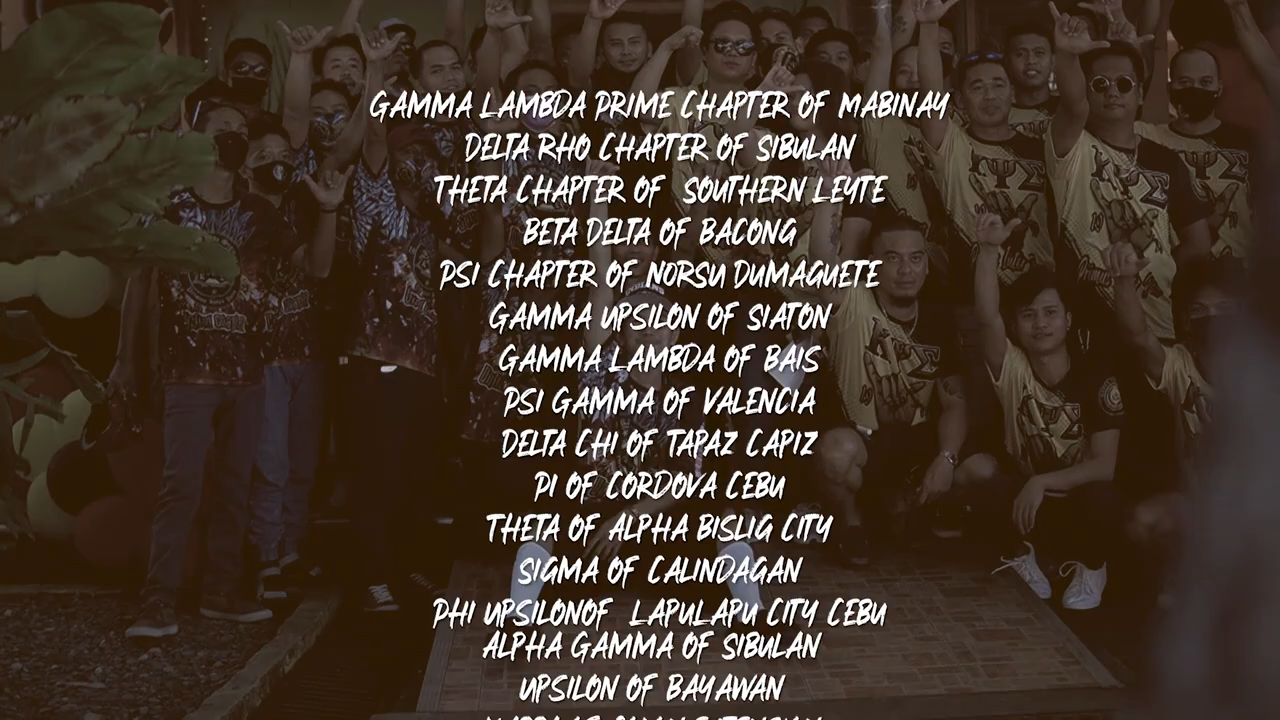 GAMMA LAMBDA PRIME CHAPTER OF MABINAY
DELTA RHO CHAPTER OF SIBULAN
THETA CHAPTER OF SOUTHERN LEYTE
BETA DELTA OF BACONG
PSI CHAPTER OF NORSU DUMAGUETE
GAMMA UPSILON OF SIATON
GAMMA LAMBDA OF BAIS
PSI GAMMA OF VALENCIA
DELTA CHI OF TAPAZ CAPIZ
PI OF CORDOVA CEBU
THETA OF ALPHA BISLIG CITY
SIGMA OF CALINDAGAN
PHI UPSILONOF LAPULAPU CITY CEBU
ALPHA GAMMA OF SIBULAN
UPSILON OF BAYAWAN